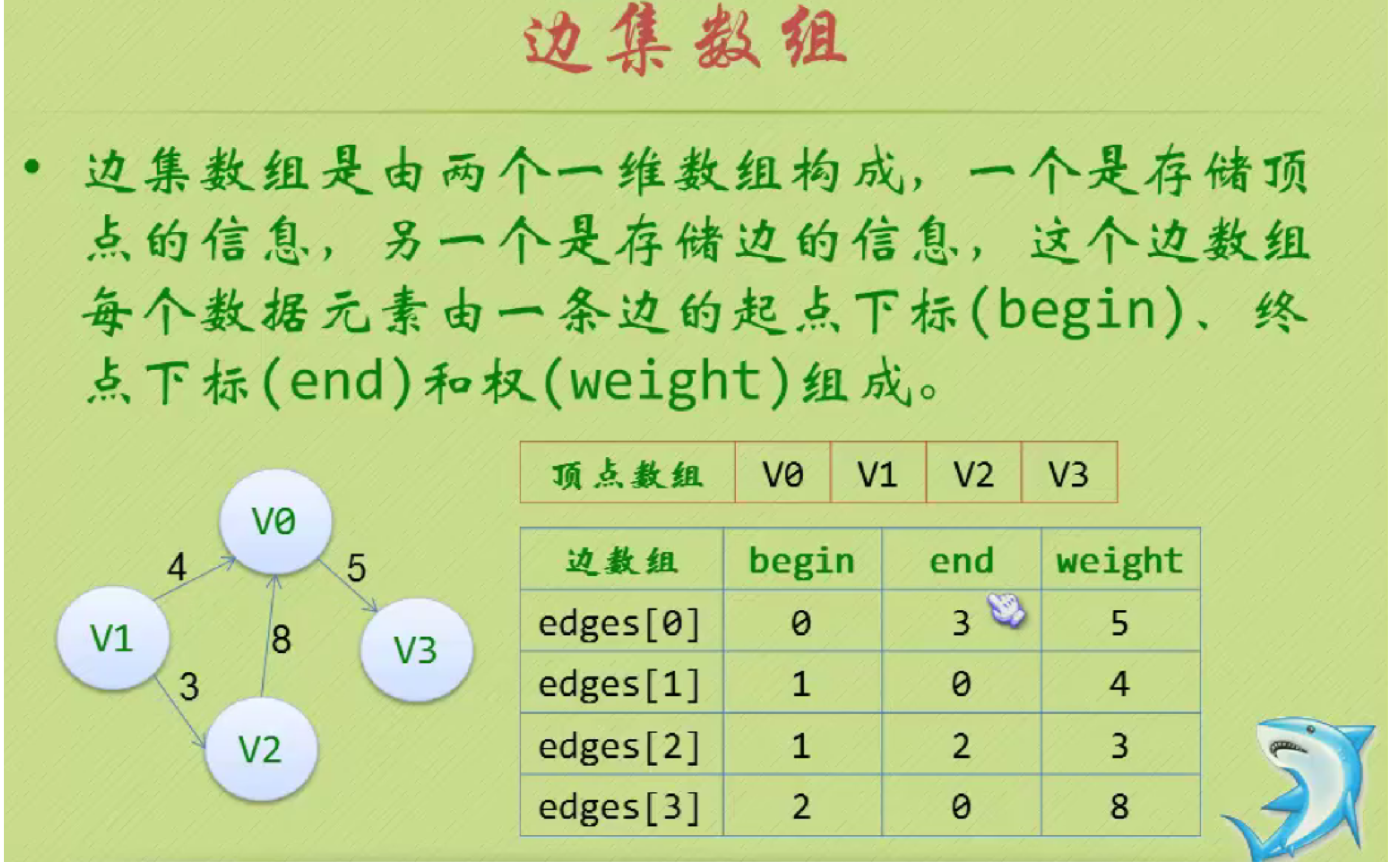 边集数组
• 边集数组是由两个一维数组构成，一个是存储顶
点的信息，另一个是存储边的信息，这个边数组
每个数据元素由一条边的起点下标(begin)、终
点下标(end)和权(weight)组成。
顶点数组 V0 V1 V2 V3
边数组 begin end weight
edges[0] 0 3 5
edges[1] 1 0 4
edges[2] 1 2 3
edges[3] 2 0 8
V0
4
5
V1
8
V3
3
V2